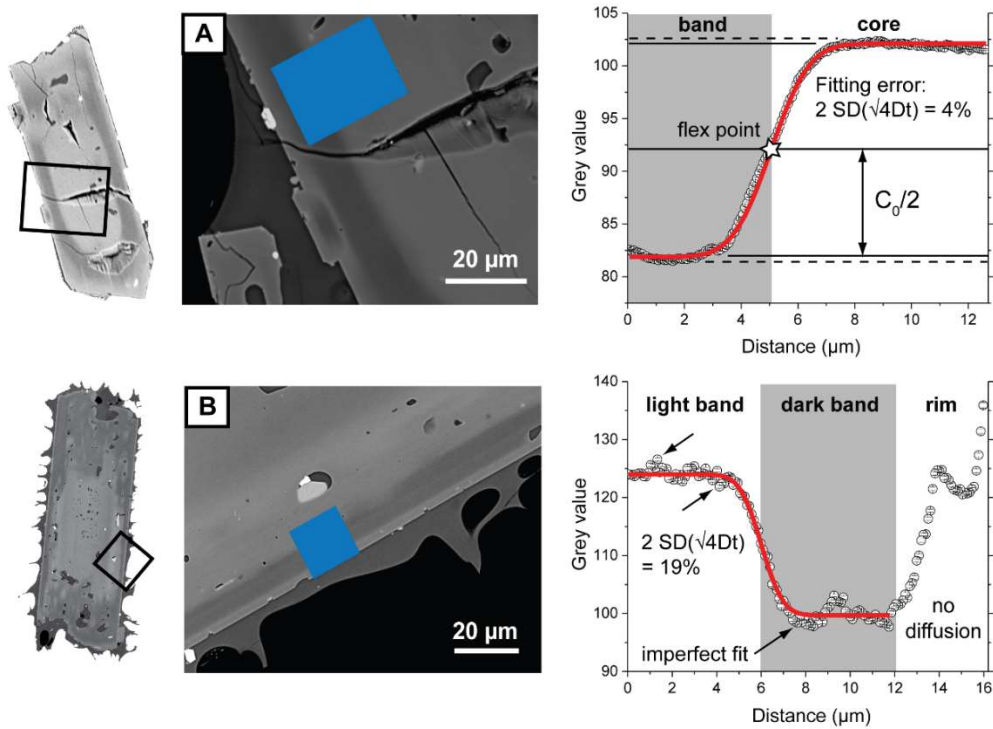 A
20 µm
band
core
Fitting error:
2 SD(√4Dt) = 4%
flex point
C₀/2
Grey value
105
100
95
90
85
80
0
2
4
6
8
10
12
Distance (µm)
B
20 µm
light band
dark band
rim
2 SD(√4Dt)
= 19%
imperfect fit
no
diffusion
Grey value
140
130
120
110
100
90
0
2
4
6
8
10
12
14
16
Distance (µm)